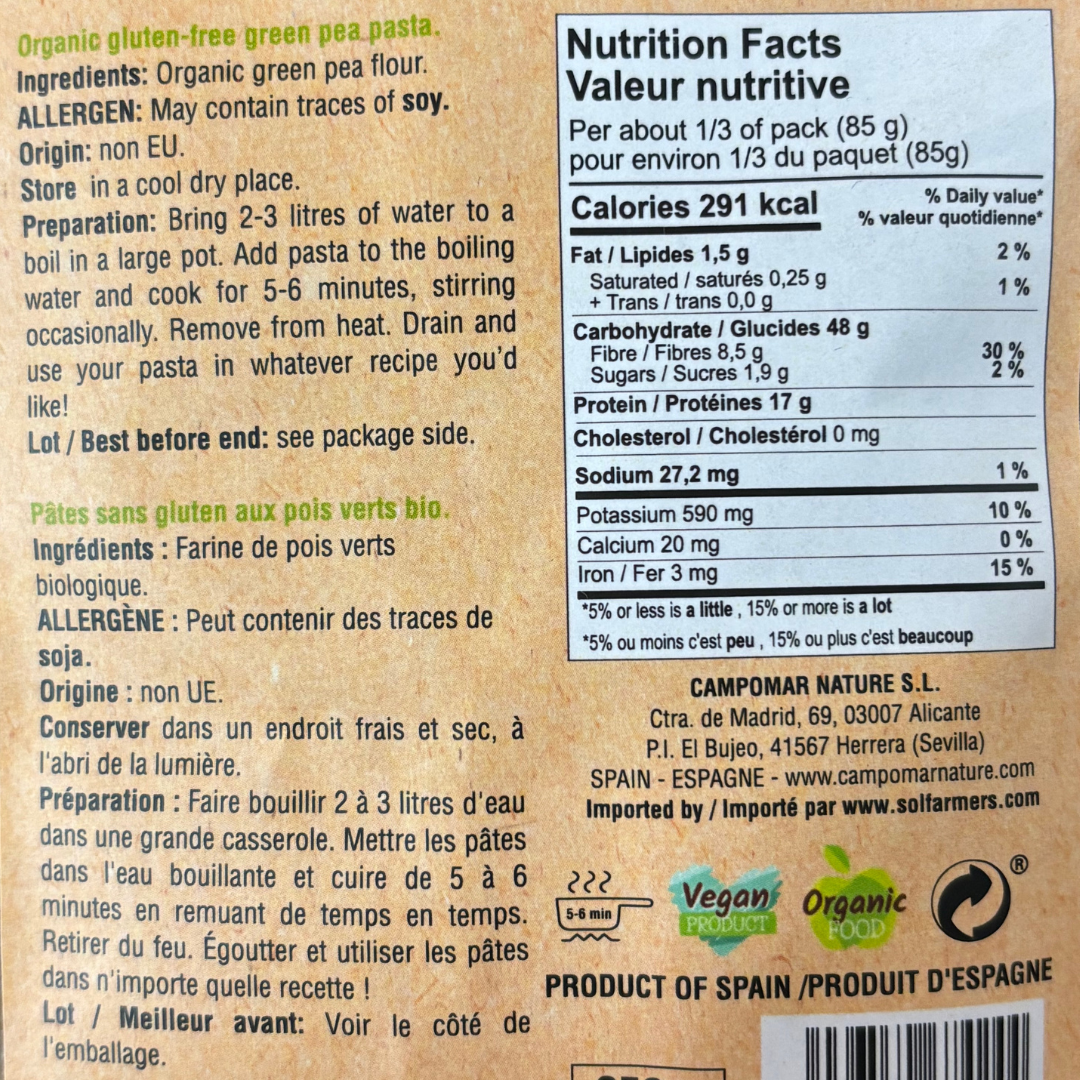 Organic gluten-free green pea pasta.
Ingredients: Organic green pea flour.
ALLERGEN: May contain traces of soy.
Origin: non EU.
Store in a cool dry place.
Preparation: Bring 2-3 litres of water to a
boil in a large pot. Add pasta to the boiling
water and cook for 5-6 minutes, stirring
occasionally. Remove from heat. Drain and
use your pasta in whatever recipe you'd
like!
Lot / Best before end: see package side.
Pâtes sans gluten aux pois verts bio.
Ingrédients : Farine de pois verts
biologique.
ALLERGÈNE : Peut contenir des traces de
soja.
Origine : non UE.
Conserver dans un endroit frais et sec, à
l'abri de la lumière.
Préparation : Faire bouillir 2 à 3 litres d'eau
dans une grande casserole. Mettre les pâtes
dans l'eau bouillante et cuire de 5 à 6
minutes en remuant de temps en temps.
Retirer du feu. Égoutter et utiliser les pâtes
dans n'importe quelle recette !
Lot / Meilleur avant: Voir le côté de
l'emballage.
Nutrition Facts
Valeur nutritive
Per about 1/3 of pack (85 g)
pour environ 1/3 du paquet (85g)
Calories 291 kcal
% Daily value*
% valeur quotidienne*
Fat / Lipides 1,5 g 2 %
Saturated / saturés 0,25 g
+ Trans / trans 0,0 g 1 %
Carbohydrate / Glucides 48 g
Fibre / Fibres 8,5 g 30 %
Sugars / Sucres 1,9 g 2 %
Protein / Protéines 17 g
Cholesterol / Cholestérol 0 mg
Sodium 27,2 mg 1 %
Potassium 590 mg 10 %
Calcium 20 mg 0 %
Iron / Fer 3 mg 15 %
*5% or less is a little , 15% or more is a lot
*5% ou moins c'est peu , 15% ou plus c'est beaucoup
CAMPOMAR NATURE S.L.
Ctra. de Madrid, 69, 03007 Alicante
P.I. El Bujeo, 41567 Herrera (Sevilla)
SPAIN - ESPAGNE - www.campomarnature.com
Imported by / Importé par www.solfarmers.com
5-6 min
Vegan
PRODUCT
Organic
FOOD
®
PRODUCT OF SPAIN /PRODUIT D'ESPAGNE